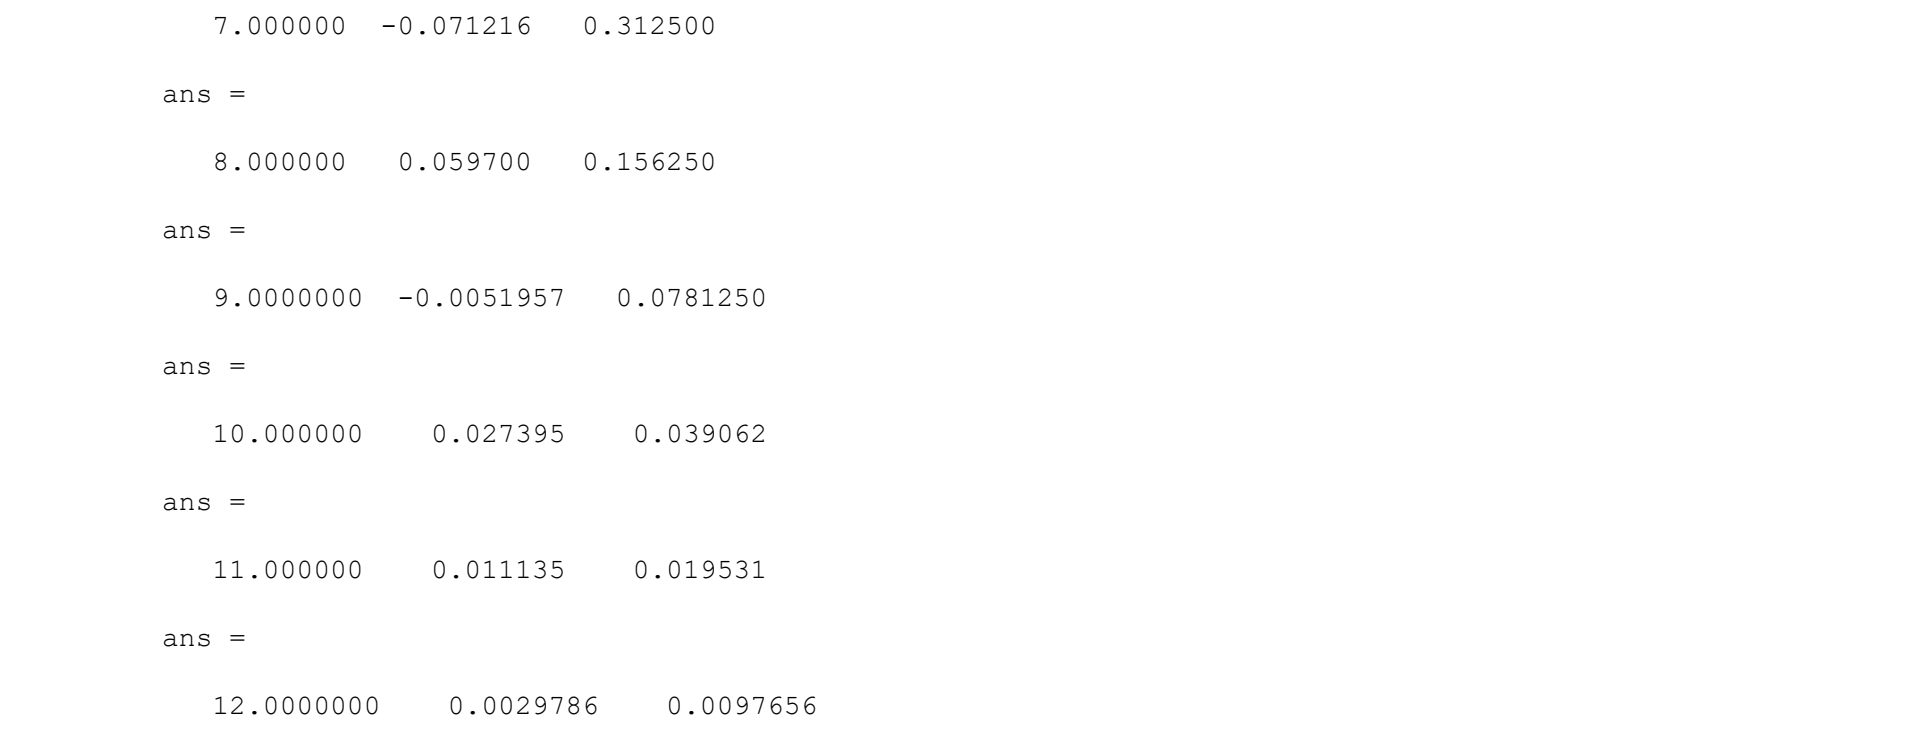 7.000000 -0.071216 0.312500
ans =
8.000000 0.059700 0.156250
ans =
9.0000000 -0.0051957 0.0781250
ans =
10.000000 0.027395 0.039062
ans =
11.000000 0.011135 0.019531
ans =
12.0000000 0.0029786 0.0097656